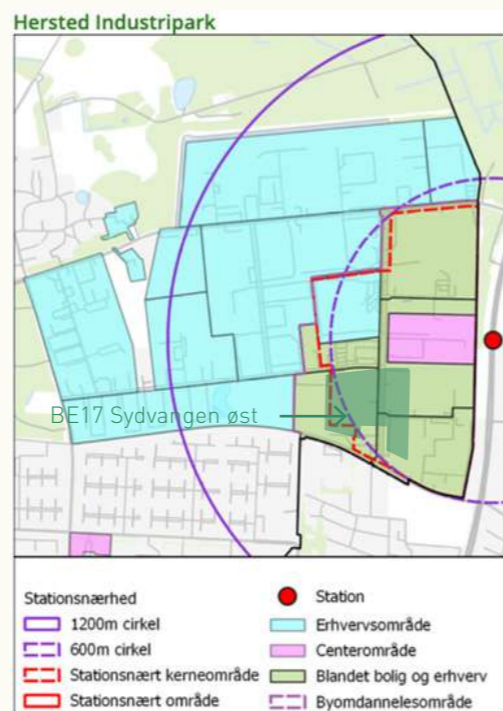 Hersted Industripark
BE17 Sydvangen øst
Stationsnærhed
1200m cirkel
600m cirkel
Stationsnært kerneområde
Stationsnært område
Station
Erhvervsområde
Centerområde
Blandet bolig og erhverv
Byomdannelesområde